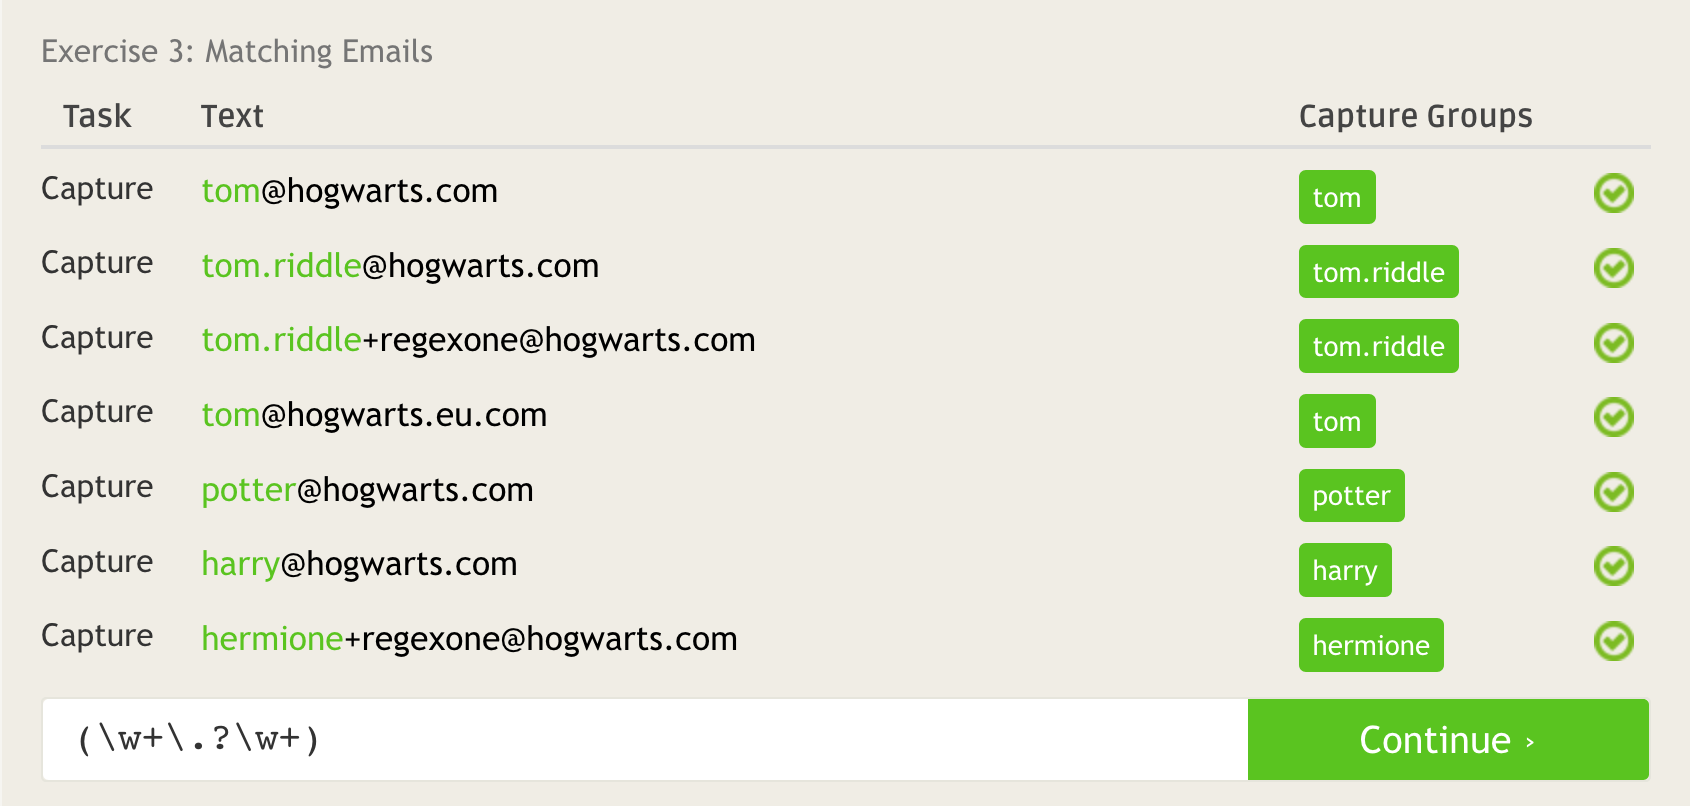 Exercise 3: Matching Emails
Task Text Capture Groups
Capture tom@hogwarts.com tom
Capture tom.riddle@hogwarts.com tom.riddle
Capture tom.riddle+regexone@hogwarts.com tom.riddle
Capture tom@hogwarts.eu.com tom
Capture potter@hogwarts.com potter
Capture harry@hogwarts.com harry
Capture hermione+regexone@hogwarts.com hermione
(\w+\.?\w+) Continue ›